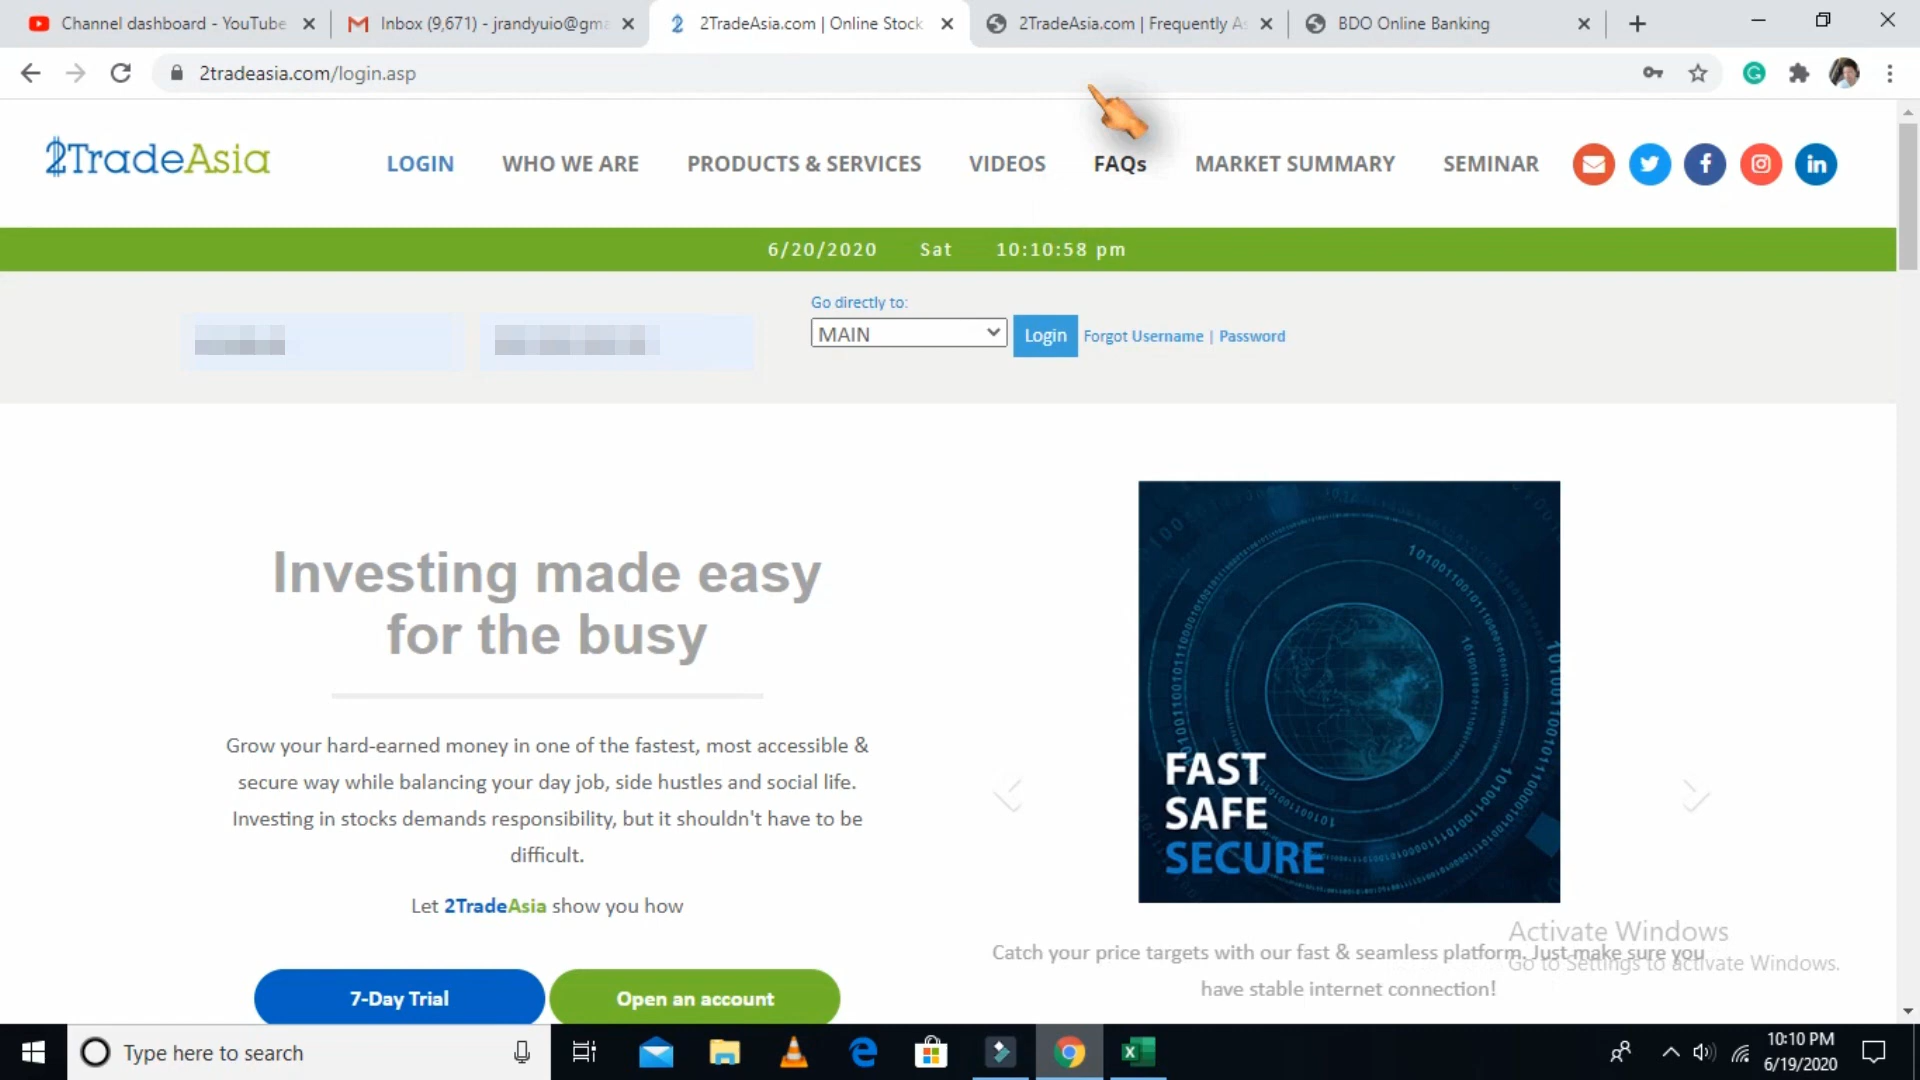 Channel dashboard - YouTube
Inbox (9,671) - jrandyuio@gma
2TradeAsia.com | Online Stock
2TradeAsia.com | Frequently As
BDO Online Banking
2tradeasia.com/login.asp
2TradeAsia
LOGIN
WHO WE ARE
PRODUCTS & SERVICES
VIDEOS
FAQs
MARKET SUMMARY
SEMINAR
6/20/2020 Sat 10:10:58 pm
Go directly to:
MAIN
Login
Forgot Username | Password
Investing made easy
for the busy
Grow your hard-earned money in one of the fastest, most accessible &
secure way while balancing your day job, side hustles and social life.
Investing in stocks demands responsibility, but it shouldn't have to be
difficult.
Let 2TradeAsia show you how
7-Day Trial
Open an account
FAST
SAFE
SECURE
Catch your price targets with our fast & seamless platform. Just make sure you
have stable internet connection!
Activate Windows
Go to Settings to activate Windows.
Type here to search
10:10 PM
6/19/2020